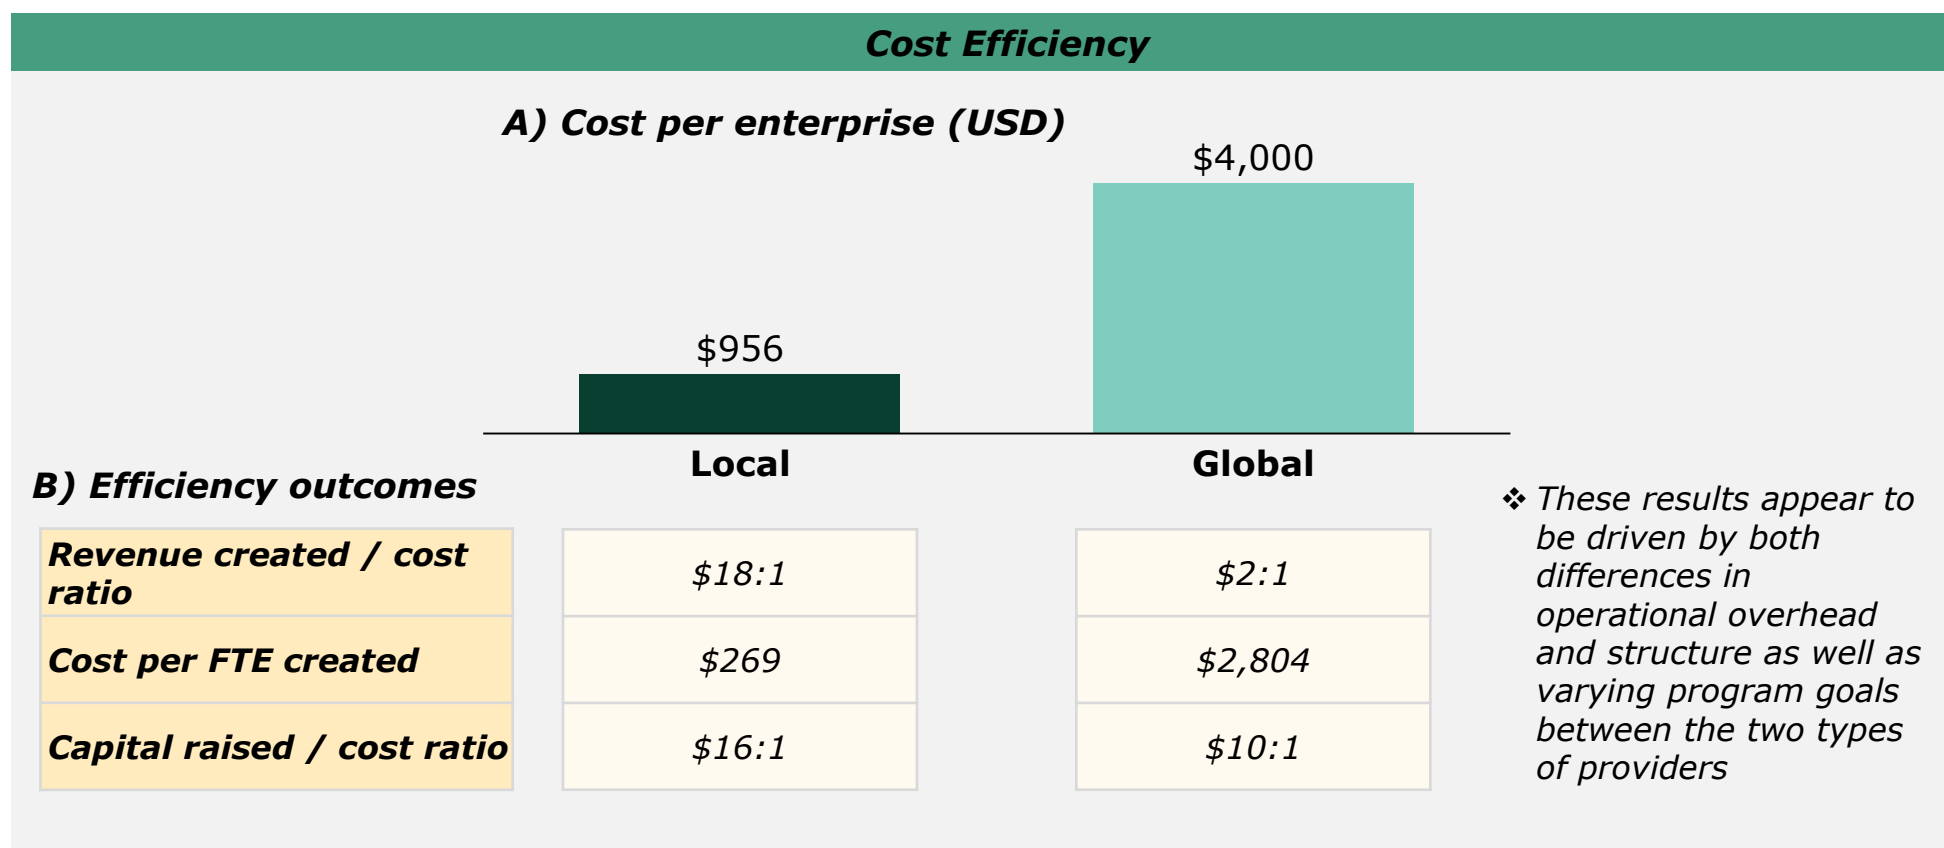 Cost Efficiency
A) Cost per enterprise (USD)
$4,000
$956
Local
Global
B) Efficiency outcomes
Revenue created / cost
ratio
$18:1
$2:1
Cost per FTE created
$269
$2,804
Capital raised / cost ratio
$16:1
$10:1
❖ These results appear to
be driven by both
differences in
operational overhead
and structure as well as
varying program goals
between the two types
of providers